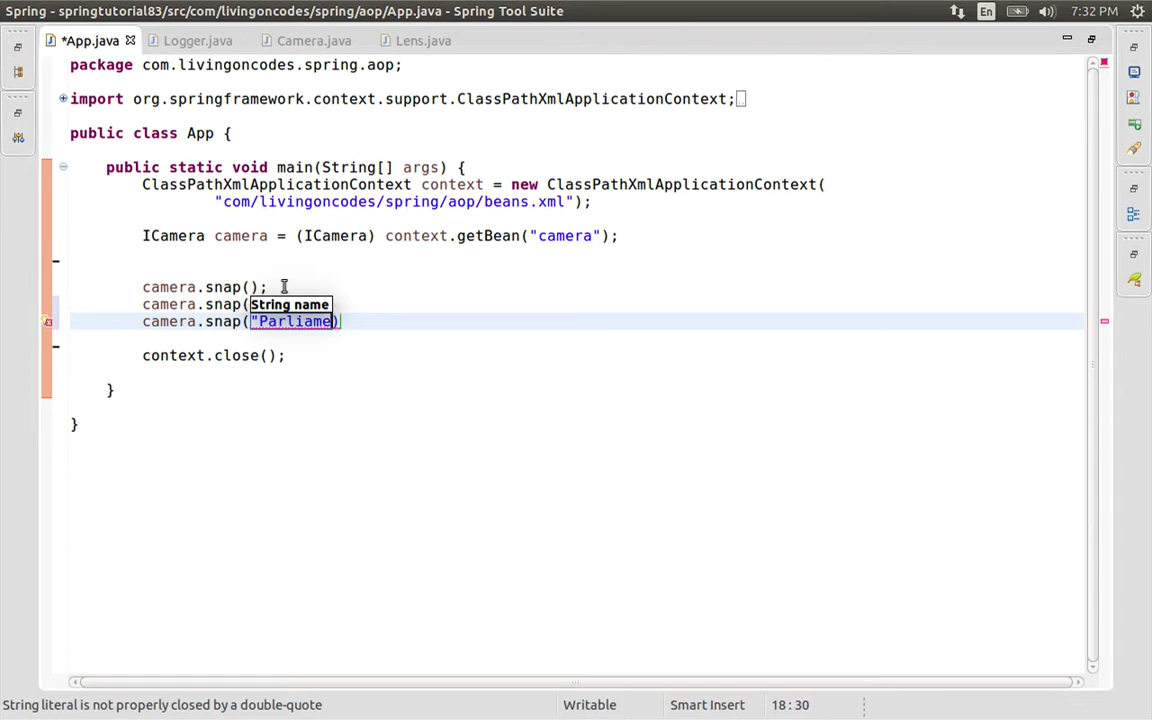 Spring - springtutorial83/src/com/livingoncodes/spring/aop/App.java - Spring Tool Suite
En
7:32 PM
*App.java
Logger.java
Camera.java
Lens.java
package com.livingoncodes.spring.aop;
import org.springframework.context.support.ClassPathXmlApplicationContext;
public class App {
public static void main(String[] args) {
ClassPathXmlApplicationContext context = new ClassPathXmlApplicationContext(
"com/livingoncodes/spring/aop/beans.xml");
ICamera camera = (ICamera) context.getBean("camera");
camera.snap();
camera.snap(
String name
camera.snap("Parliame)
context.close();
}
}
String literal is not properly closed by a double-quote
Writable
Smart Insert
18 : 30